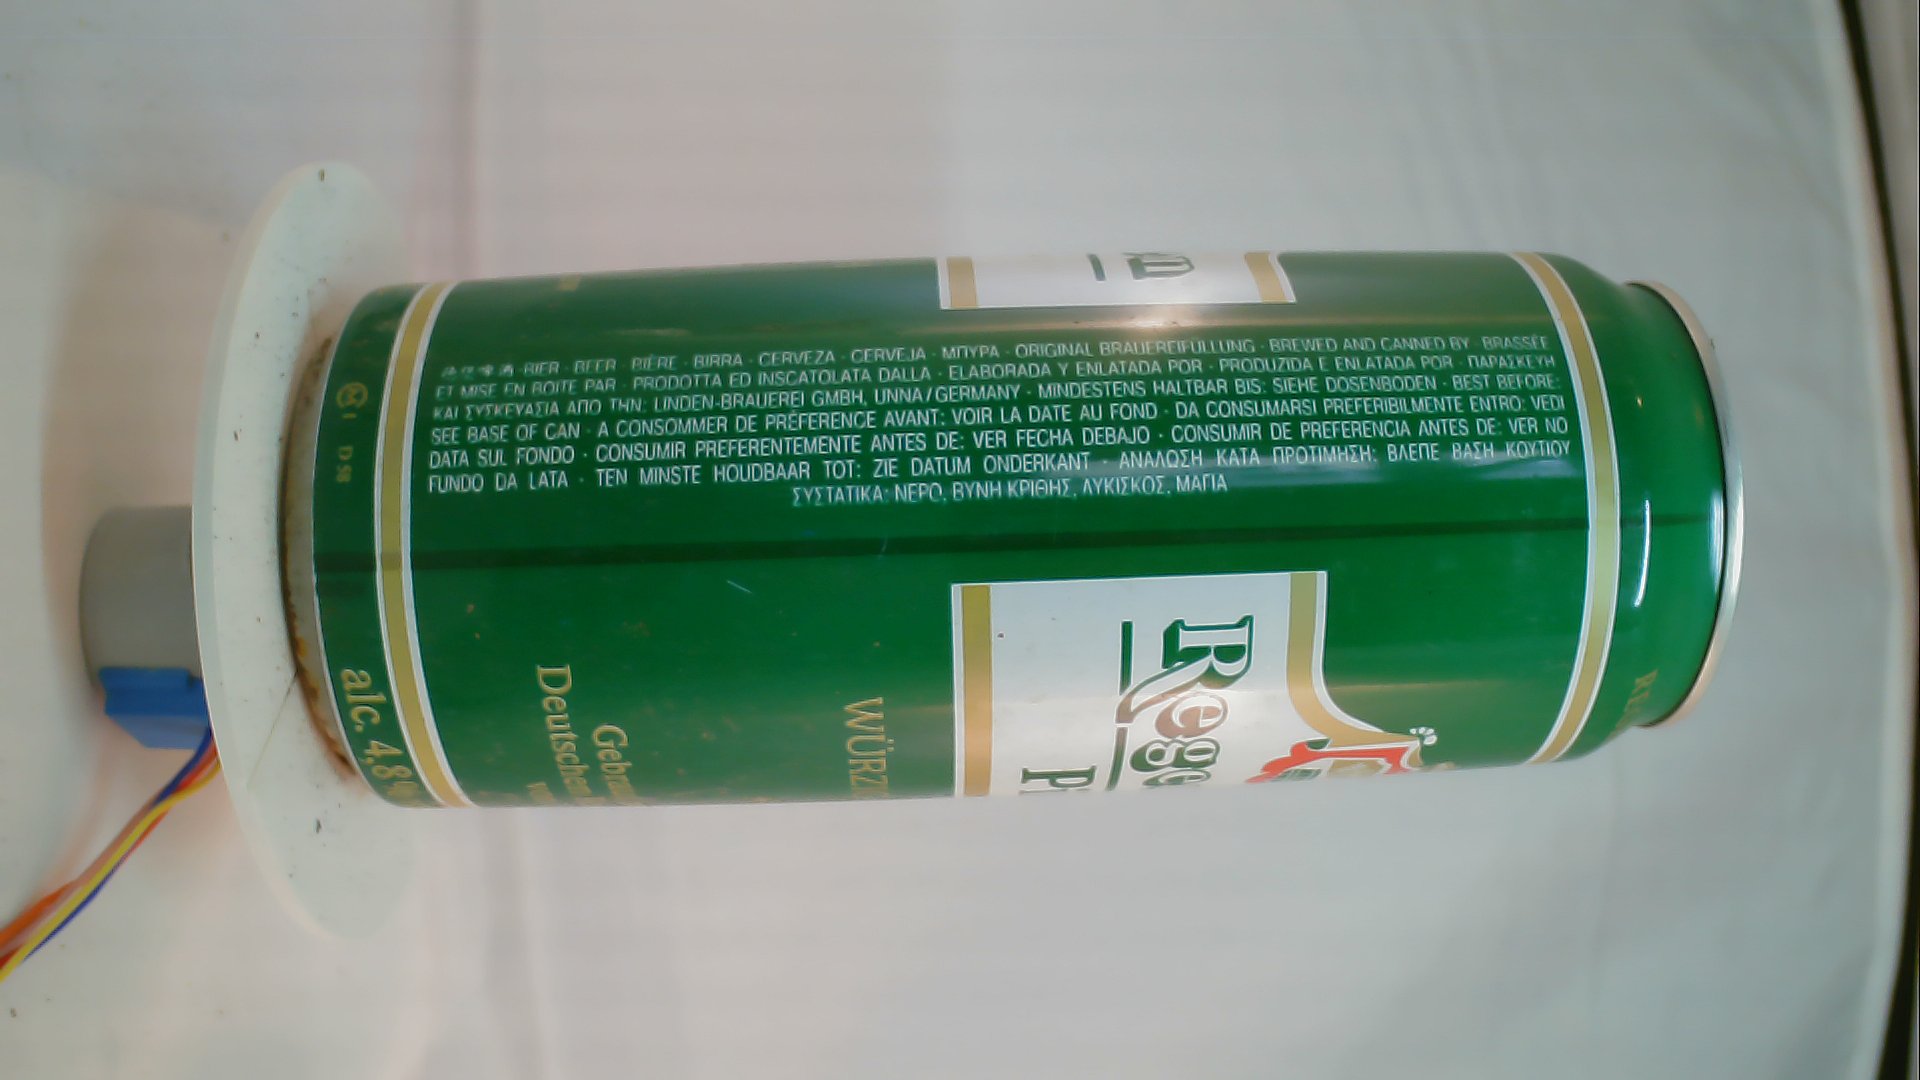 BIER · BEER · BIÈRE · BIRRA · CERVEZA · CERVEJA · ΜΠΥΡΑ · ORIGINAL BRAUEREIFÜLLUNG · BREWED AND CANNED BY · BRASSÉE
ET MISE EN BOITE PAR · PRODOTTA ED INSCATOLATA DALLA · ELABORADA Y ENLATADA POR · PRODUZIDA E ENLATADA POR · ΠΑΡΑΣΚΕΥΗ
ΚΑΙ ΣΥΣΚΕΥΑΣΙΑ ΑΠΟ ΤΗΝ: LINDEN-BRAUEREI GMBH, UNNA/GERMANY · MINDESTENS HALTBAR BIS: SIEHE DOSENBODEN · BEST BEFORE:
SEE BASE OF CAN · A CONSOMMER DE PRÉFERENCE AVANT: VOIR LA DATE AU FOND · DA CONSUMARSI PREFERIBILMENTE ENTRO: VEDI
DATA SUL FONDO · CONSUMIR PREFERENTEMENTE ANTES DE: VER FECHA DEBAJO · CONSUMIR DE PREFERENCIA ANTES DE: VER NO
FUNDO DA LATA · TEN MINSTE HOUDBAAR TOT: ZIE DATUM ONDERKANT · ΑΝΑΛΩΣΗ ΚΑΤΑ ΠΡΟΤΙΜΗΣΗ: ΒΛΕΠΕ ΒΑΣΗ ΚΟΥΤΙΟΥ
ΣΥΣΤΑΤΙΚΑ: ΝΕΡΟ, ΒΥΝΗ ΚΡΙΘΗΣ, ΛΥΚΙΣΚΟΣ, ΜΑΓΙΑ
D 58
Rege
P
WÜRZ
Gebra
Deutschen
alc. 4,8%